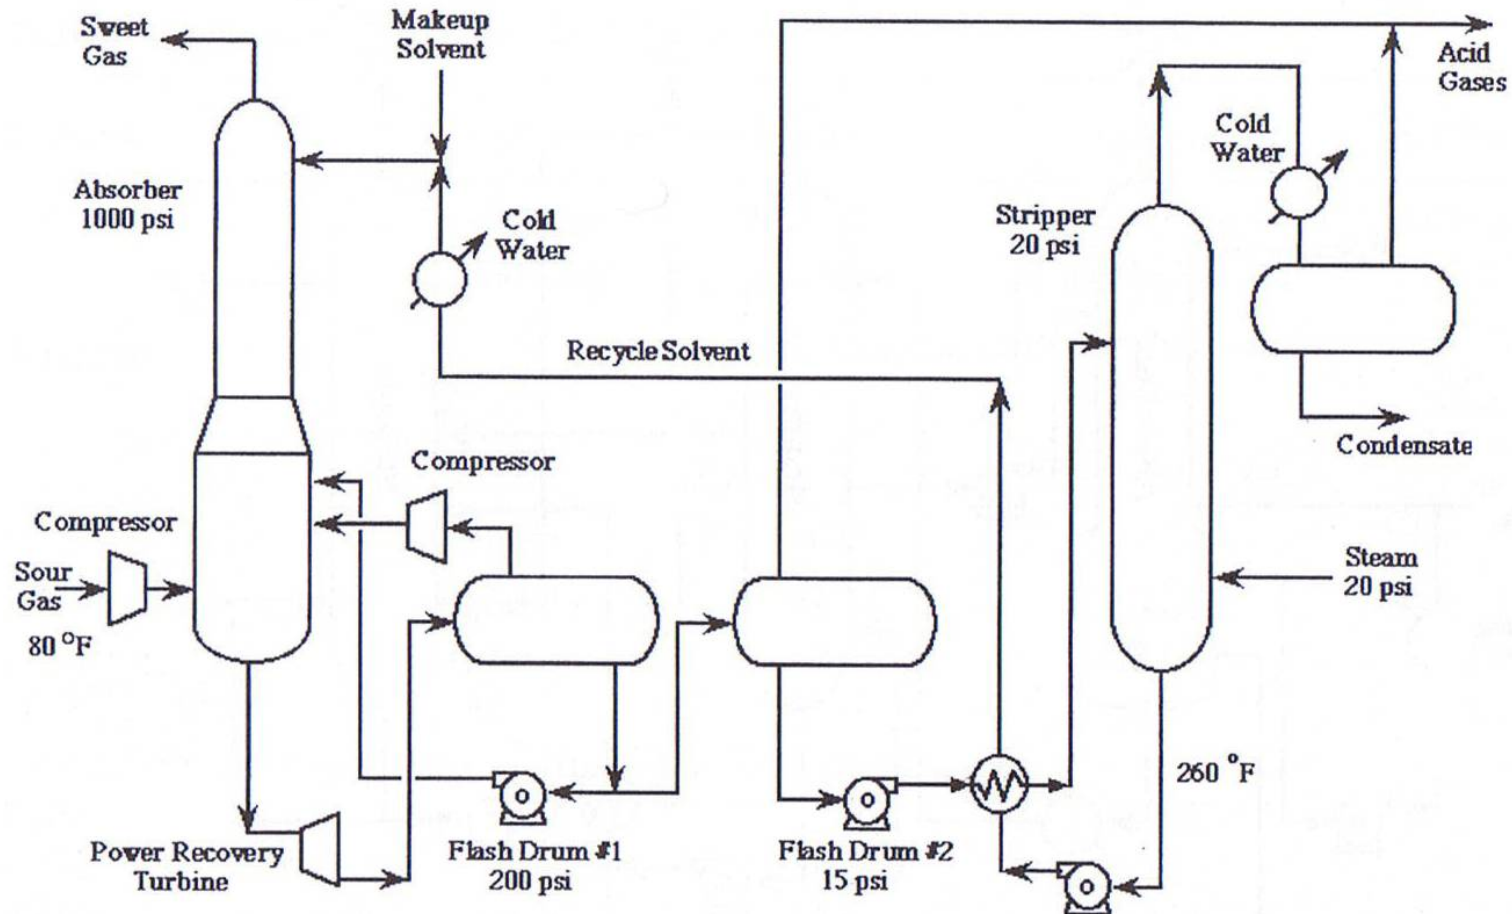 Sweet
Gas
Makeup
Solvent
Acid
Gases
Cold
Water
Absorber
1000 psi
Cold
Water
Stripper
20 psi
Recycle Solvent
Condensate
Compressor
Compressor
Sour
Gas
80 °F
Steam
20 psi
260 °F
Power Recovery
Turbine
Flash Drum #1
200 psi
Flash Drum #2
15 psi